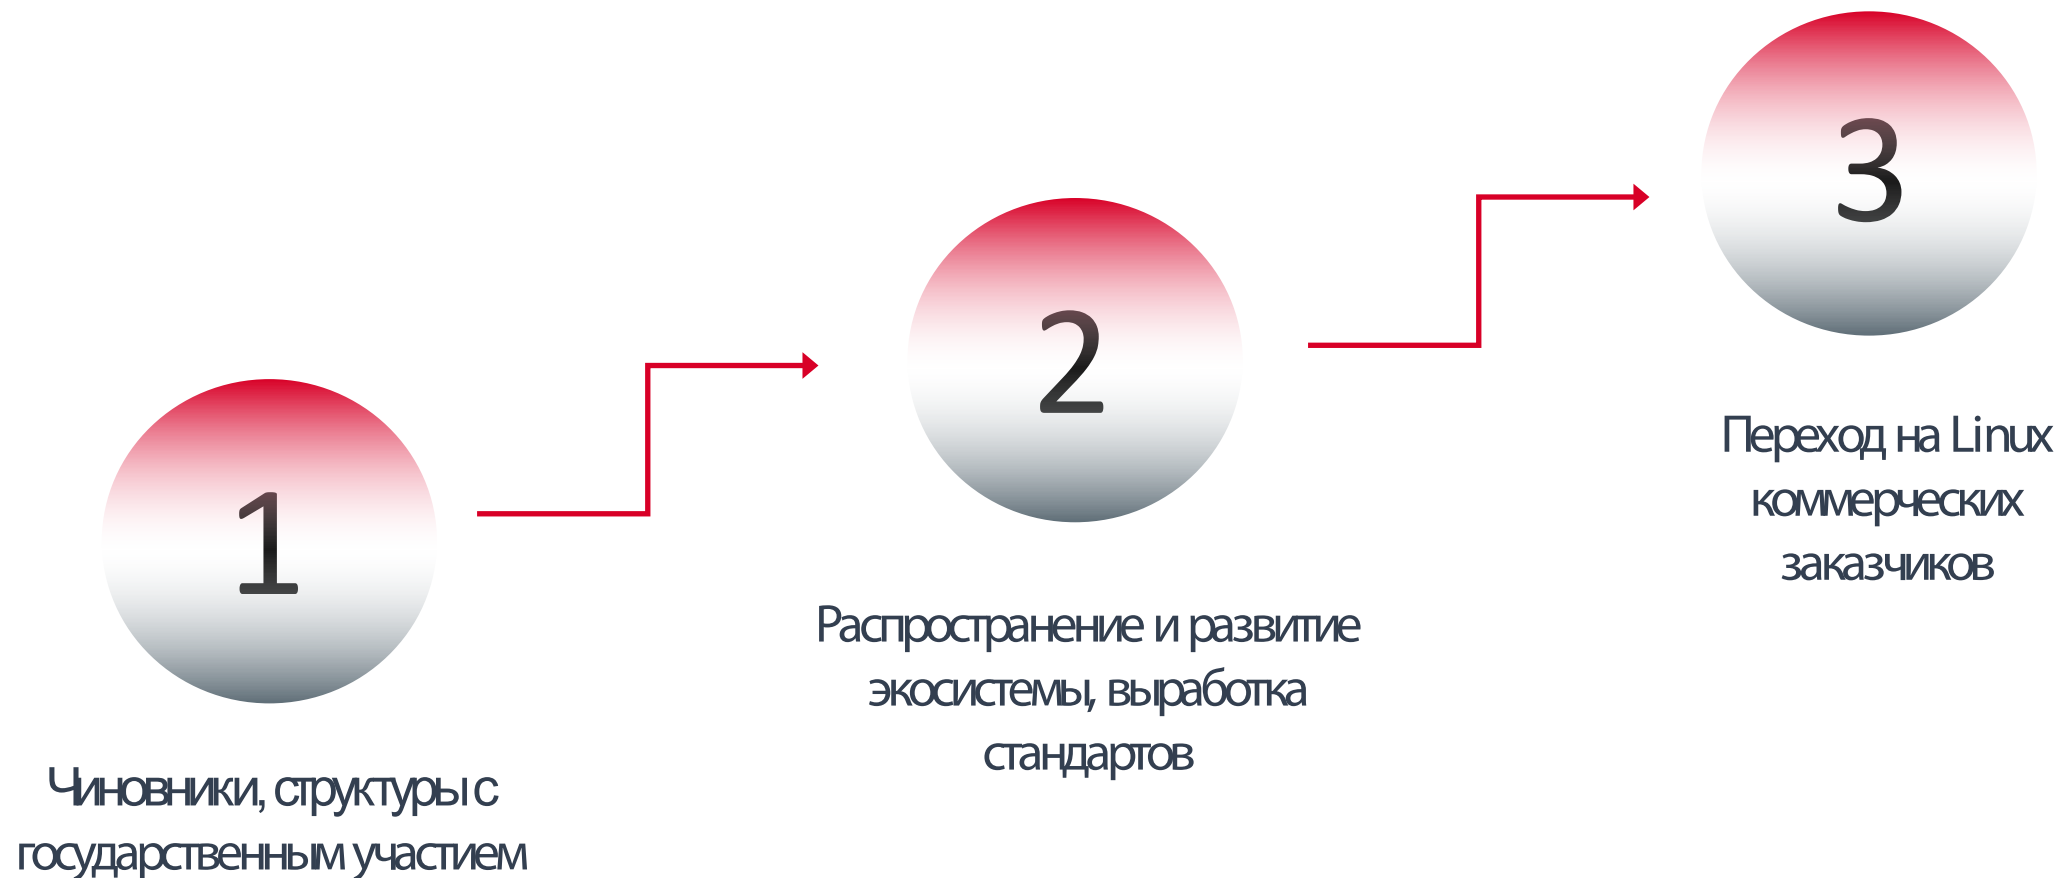 1
Чиновники, структуры с
государственным участием
2
Распространение и развитие
экосистемы, выработка
стандартов
3
Переход на Linux
коммерческих
заказчиков